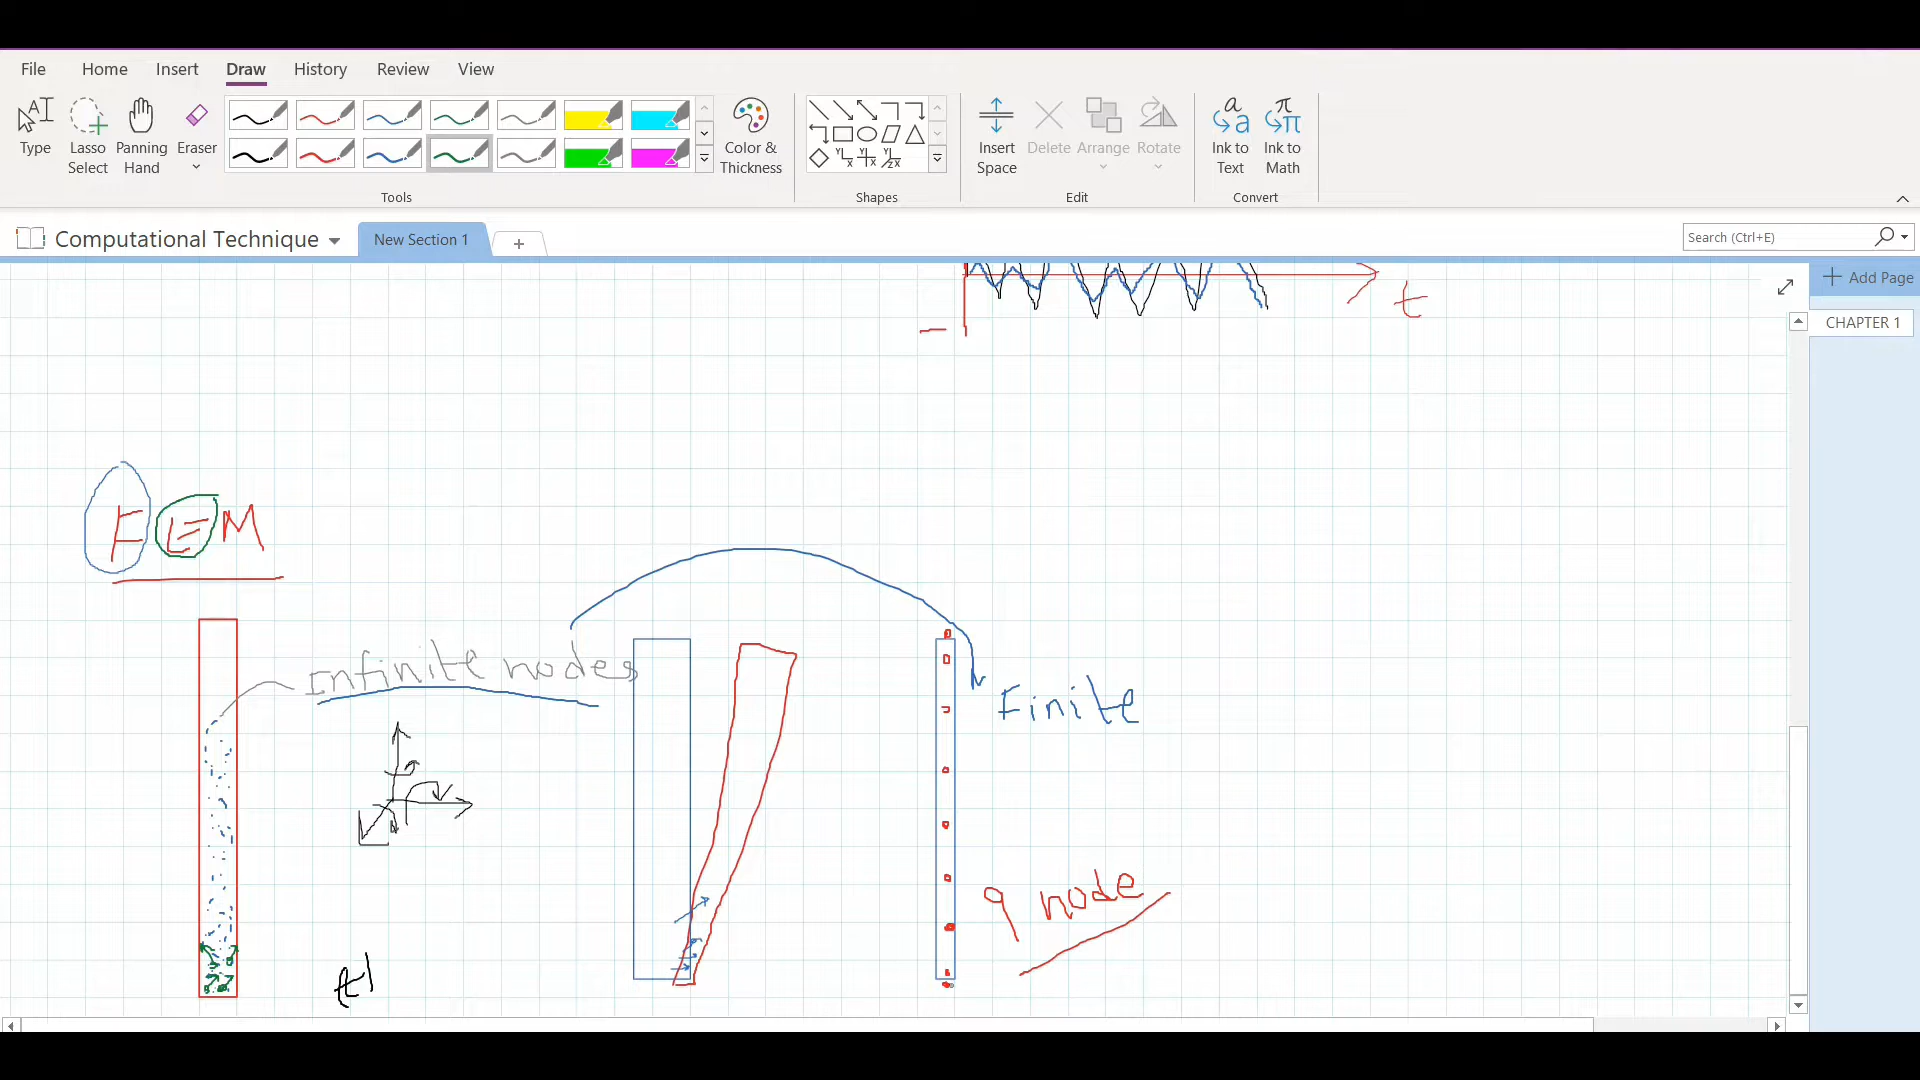 File Home Insert Draw History Review View
Type Lasso Select Panning Hand Eraser Color & Thickness Insert Space Delete Arrange Rotate Ink to Text Ink to Math
Tools Shapes Edit Convert
Computational Technique New Section 1 Search (Ctrl+E)
Add Page
CHAPTER 1
t
FEM
Infinite nodes
Finite
9 node